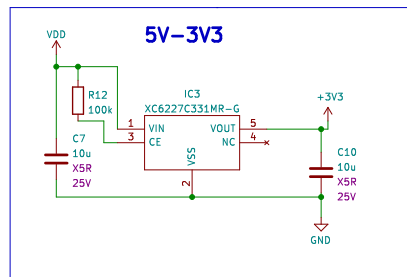 5V-3V3
VDD
IC3
XC6227C331MR-G
R12
100k
+3V3
1
VIN
VOUT
5
3
CE
NC
4
VSS
2
C7
10u
X5R
25V
C10
10u
X5R
25V
GND